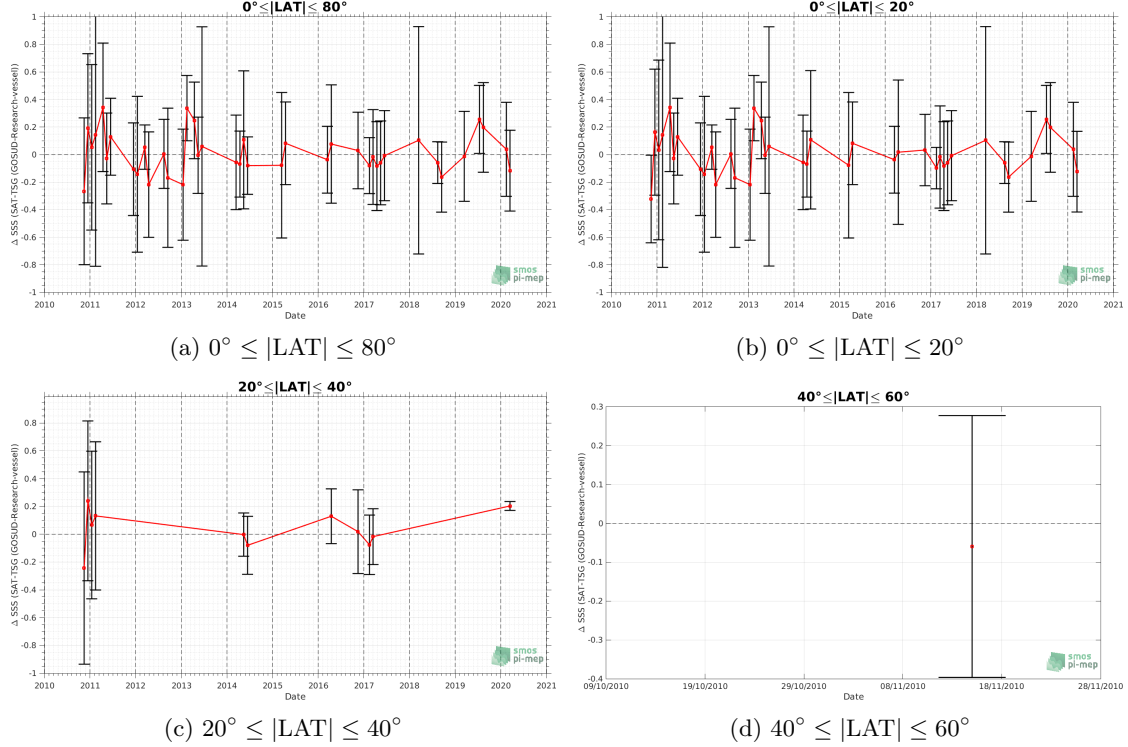 0°≤|LAT|≤ 80°
Δ SSS (SAT-TSG (GOSUD-Research-vessel))
1
0.8
0.6
0.4
0.2
0
-0.2
-0.4
-0.6
-0.8
-1
2010 2011 2012 2013 2014 2015 2016 2017 2018 2019 2020 2021
Date
smos
pi-mep
(a) 0° ≤ |LAT| ≤ 80°
0°≤|LAT|≤ 20°
Δ SSS (SAT-TSG (GOSUD-Research-vessel))
1
0.8
0.6
0.4
0.2
0
-0.2
-0.4
-0.6
-0.8
-1
2010 2011 2012 2013 2014 2015 2016 2017 2018 2019 2020 2021
Date
smos
pi-mep
(b) 0° ≤ |LAT| ≤ 20°
20°≤|LAT|≤ 40°
Δ SSS (SAT-TSG (GOSUD-Research-vessel))
0.8
0.6
0.4
0.2
0
-0.2
-0.4
-0.6
-0.8
-1
2010 2011 2012 2013 2014 2015 2016 2017 2018 2019 2020 2021
Date
smos
pi-mep
(c) 20° ≤ |LAT| ≤ 40°
40°≤|LAT|≤ 60°
Δ SSS (SAT-TSG (GOSUD-Research-vessel))
0.3
0.2
0.1
0
-0.1
-0.2
-0.3
-0.4
09/10/2010 19/10/2010 29/10/2010 08/11/2010 18/11/2010 28/11/2010
Date
smos
pi-mep
(d) 40° ≤ |LAT| ≤ 60°